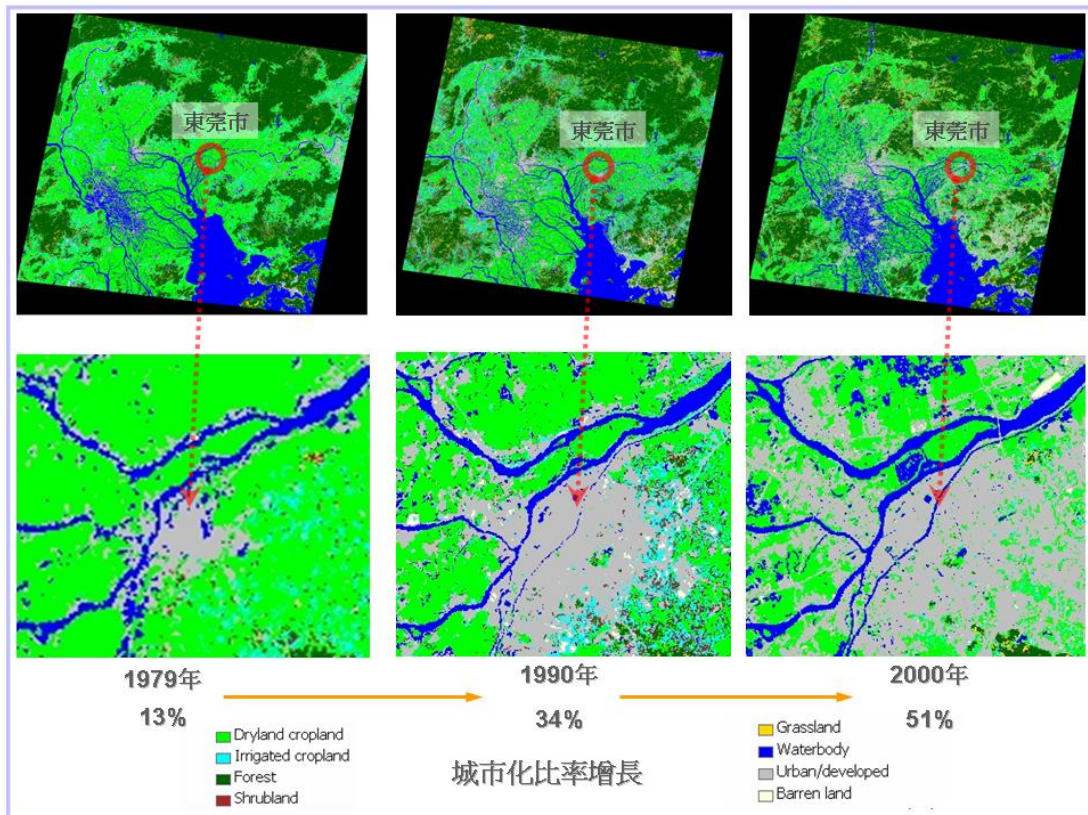 東莞市
東莞市
東莞市
1979年
1990年
2000年
13%
34%
51%
Dryland cropland
Irrigated cropland
Forest
Shrubland
城市化比率增長
Grassland
Waterbody
Urban/developed
Barren land